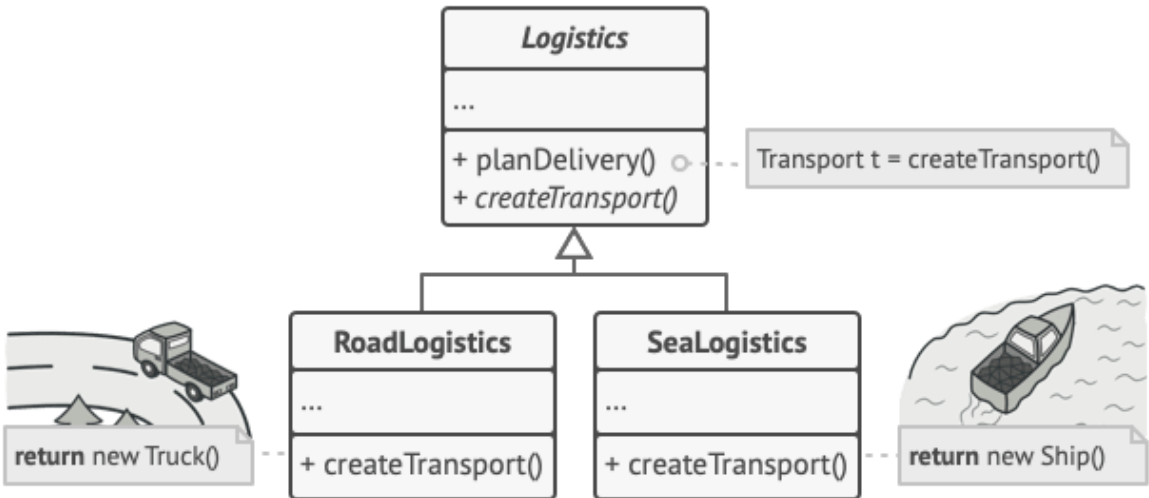 Logistics
...
+ planDelivery()
+ createTransport()
Transport t = createTransport()
RoadLogistics
...
+ createTransport()
SeaLogistics
...
+ createTransport()
return new Truck()
return new Ship()